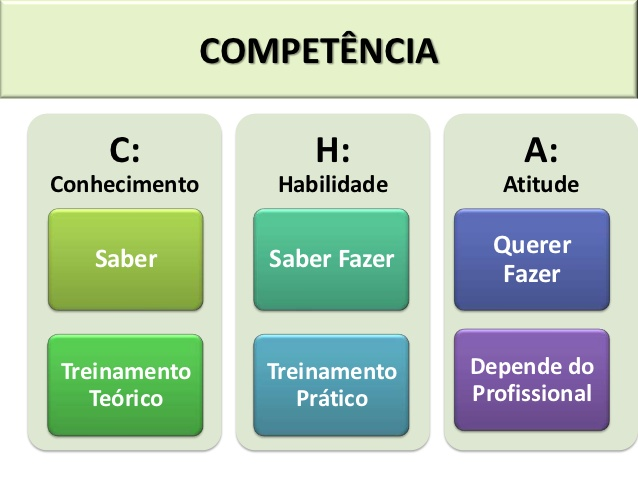 COMPETÊNCIA
C:
Conhecimento
Saber
Treinamento
Teórico
H:
Habilidade
Saber Fazer
Treinamento
Prático
A:
Atitude
Querer
Fazer
Depende do
Profissional